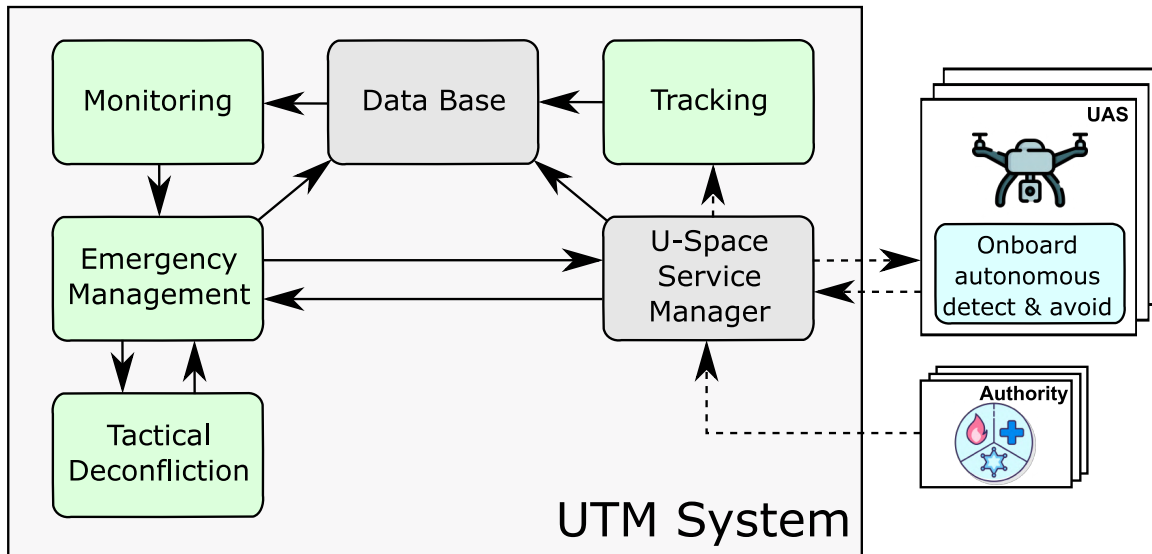 Monitoring
Data Base
Tracking
UAS
Emergency
Management
U-Space
Service
Manager
Onboard
autonomous
detect & avoid
Tactical
Deconfliction
Authority
UTM System